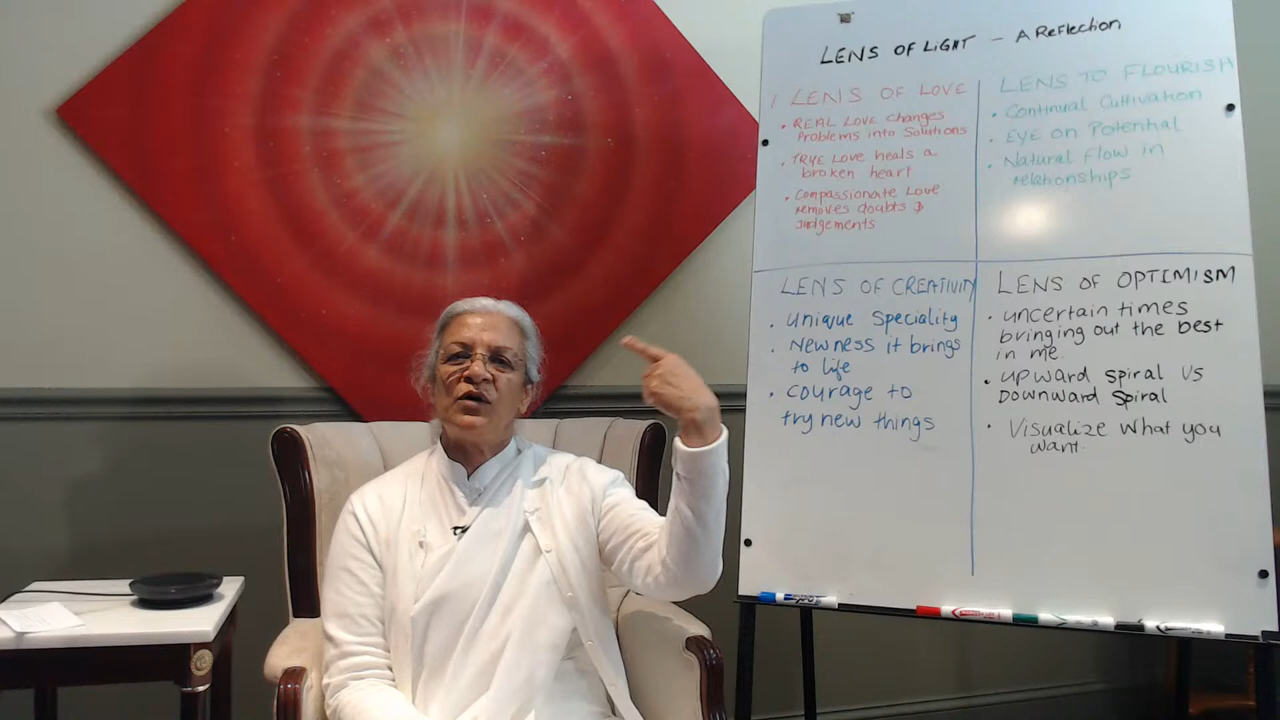 LENS OF LIGHT - A Reflection
LENS OF LOVE
• REAL LOVE changes
Problems into Solutions
• TRYE LOVE heals a
broken heart
• Compassionate Love
removes doubts &
Judgements
LENS TO FLOURISH
• Continual Cultivation
• Eye on Potential
• Natural Flow in
relationships
LENS OF CREATIVITY
• Unique Speciality
• Newness it brings
to life
• Courage to
try new things
LENS OF OPTIMISM
• uncertain times
bringing out the best
in me.
• upward spiral VS
Downward Spiral
• Visualize what you
want.